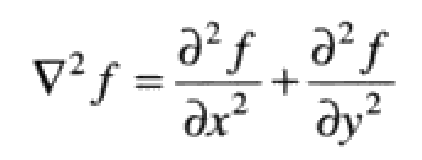 ∇²f = ∂²f/∂x² + ∂²f/∂y²